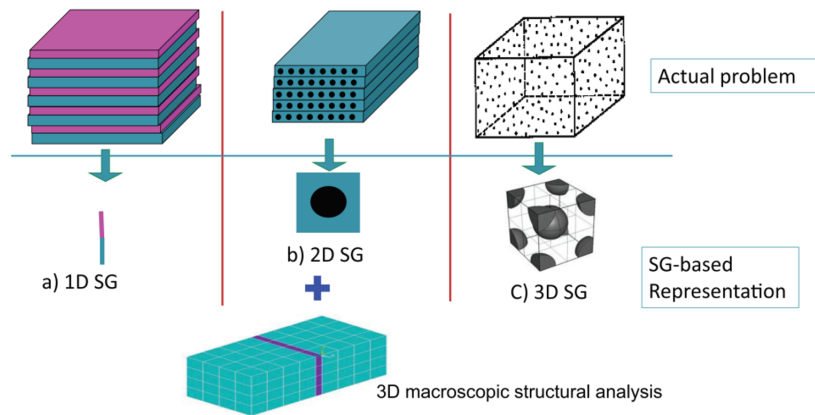 Actual problem
a) 1D SG
b) 2D SG
C) 3D SG
SG-based
Representation
3D macroscopic structural analysis